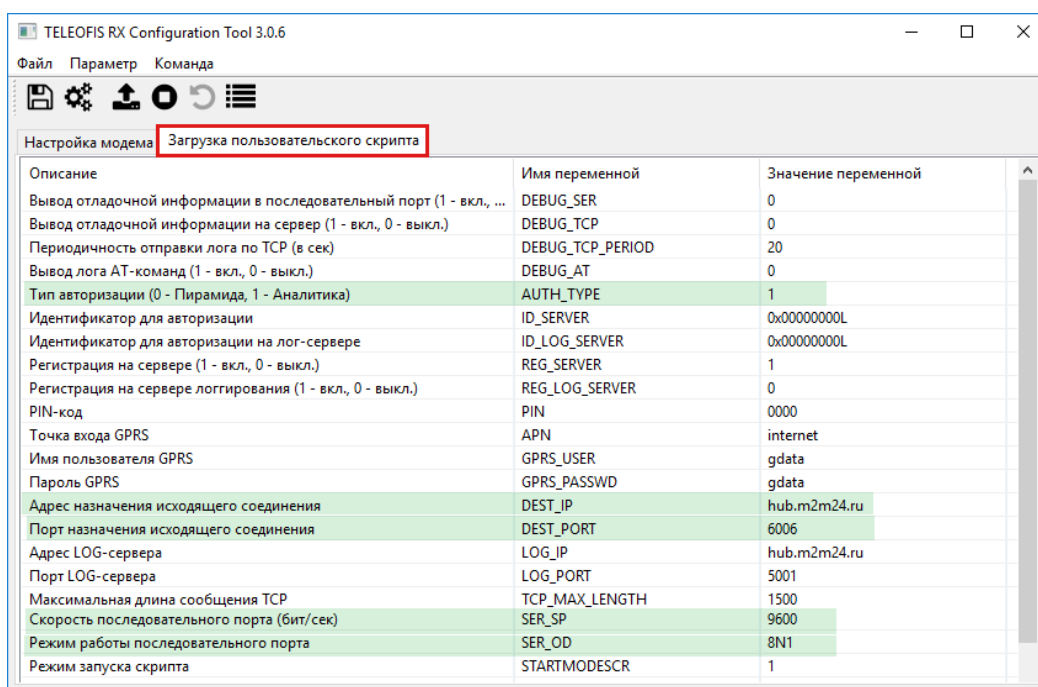 TELEOFIS RX Configuration Tool 3.0.6
Файл Параметр Команда
Настройка модема Загрузка пользовательского скрипта
Описание Имя переменной Значение переменной
Вывод отладочной информации в последовательный порт (1 - вкл., ... DEBUG_SER 0
Вывод отладочной информации на сервер (1 - вкл., 0 - выкл.) DEBUG_TCP 0
Периодичность отправки лога по TCP (в сек) DEBUG_TCP_PERIOD 20
Вывод лога АТ-команд (1 - вкл., 0 - выкл.) DEBUG_AT 0
Тип авторизации (0 - Пирамида, 1 - Аналитика) AUTH_TYPE 1
Идентификатор для авторизации ID_SERVER 0x00000000L
Идентификатор для авторизации на лог-сервере ID_LOG_SERVER 0x00000000L
Регистрация на сервере (1 - вкл., 0 - выкл.) REG_SERVER 1
Регистрация на сервере логгирования (1 - вкл., 0 - выкл.) REG_LOG_SERVER 0
PIN-код PIN 0000
Точка входа GPRS APN internet
Имя пользователя GPRS GPRS_USER gdata
Пароль GPRS GPRS_PASSWD gdata
Адрес назначения исходящего соединения DEST_IP hub.m2m24.ru
Порт назначения исходящего соединения DEST_PORT 6006
Адрес LOG-сервера LOG_IP hub.m2m24.ru
Порт LOG-сервера LOG_PORT 5001
Максимальная длина сообщения TCP TCP_MAX_LENGTH 1500
Скорость последовательного порта (бит/сек) SER_SP 9600
Режим работы последовательного порта SER_OD 8N1
Режим запуска скрипта STARTMODESCR 1